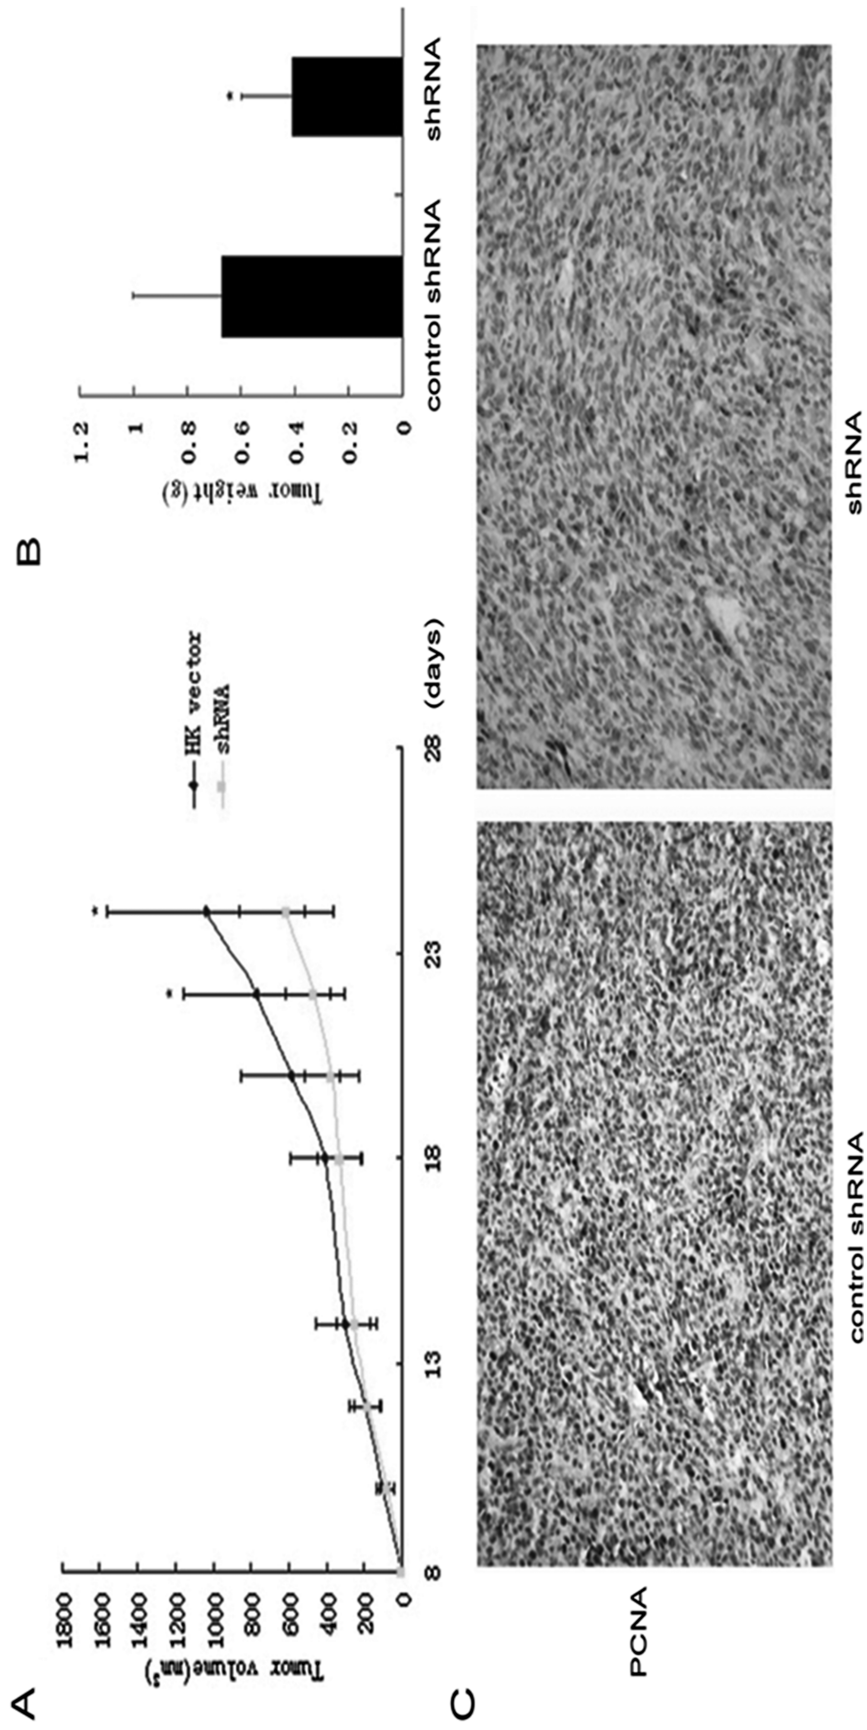 A
Tumor volume(mm³)
1800
1600
1400
1200
1000
800
600
400
200
0
8
13
18
23
28
(days)
HK vector
shRNA
*
*
B
Tumor weight(g)
1.2
1
0.8
0.6
0.4
0.2
0
*
control shRNA
shRNA
C
PCNA
control shRNA
shRNA